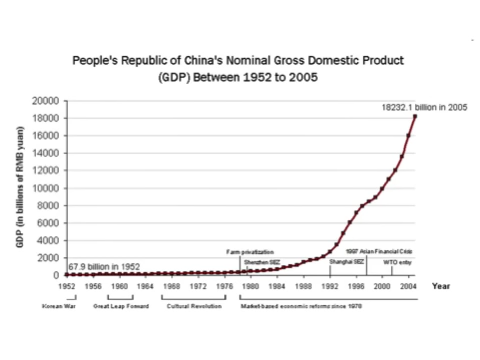 People's Republic of China's Nominal Gross Domestic Product
(GDP) Between 1952 to 2005
18232.1 billion in 2005
GDP (in billions of RMB yuan)
20000
18000
16000
14000
12000
10000
8000
6000
4000
2000
0
Farm privatization
1997 Asian Financial Crisis
Shenzhen SEZ
Shanghai SEZ
WTO entry
67.9 billion in 1952
1952 1956 1960 1964 1968 1972 1976 1980 1984 1988 1992 1996 2000 2004 Year
Korean War Great Leap Forward Cultural Revolution Market-based economic reforms since 1978